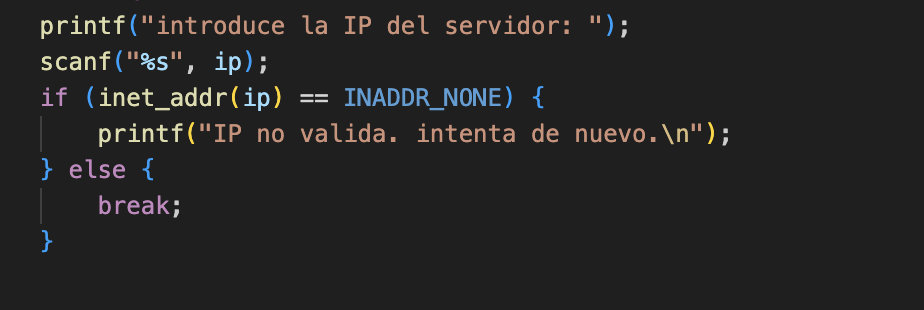 printf("introduce la IP del servidor: ");
scanf("%s", ip);
if (inet_addr(ip) == INADDR_NONE) {
    printf("IP no valida. intenta de nuevo.\n");
} else {
    break;
}